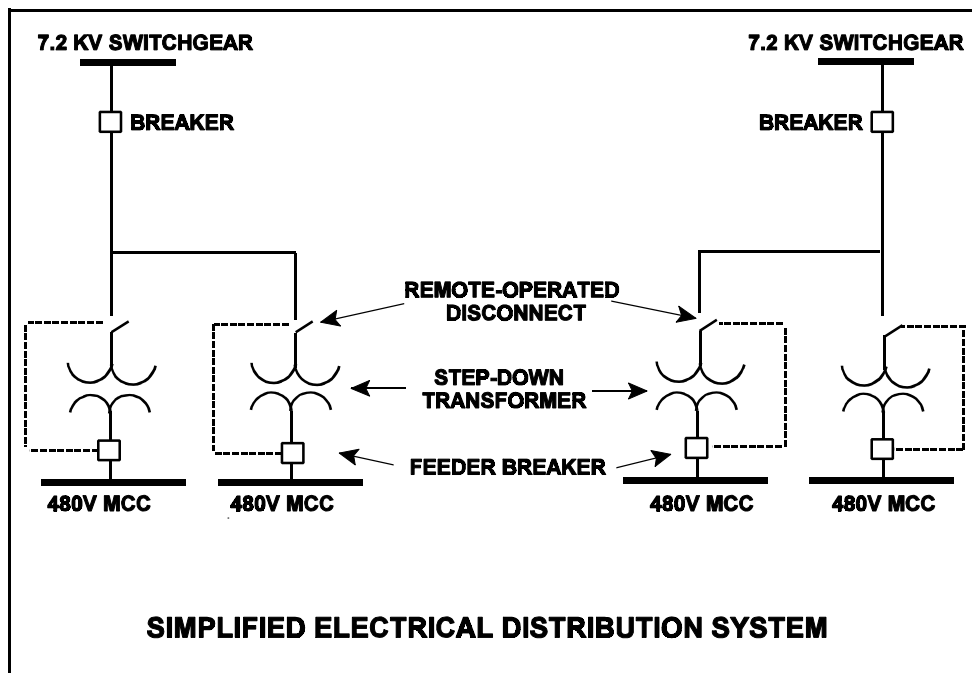 7.2 KV SWITCHGEAR
7.2 KV SWITCHGEAR
BREAKER
BREAKER
REMOTE-OPERATED
DISCONNECT
STEP-DOWN
TRANSFORMER
FEEDER BREAKER
480V MCC
480V MCC
480V MCC
480V MCC
SIMPLIFIED ELECTRICAL DISTRIBUTION SYSTEM